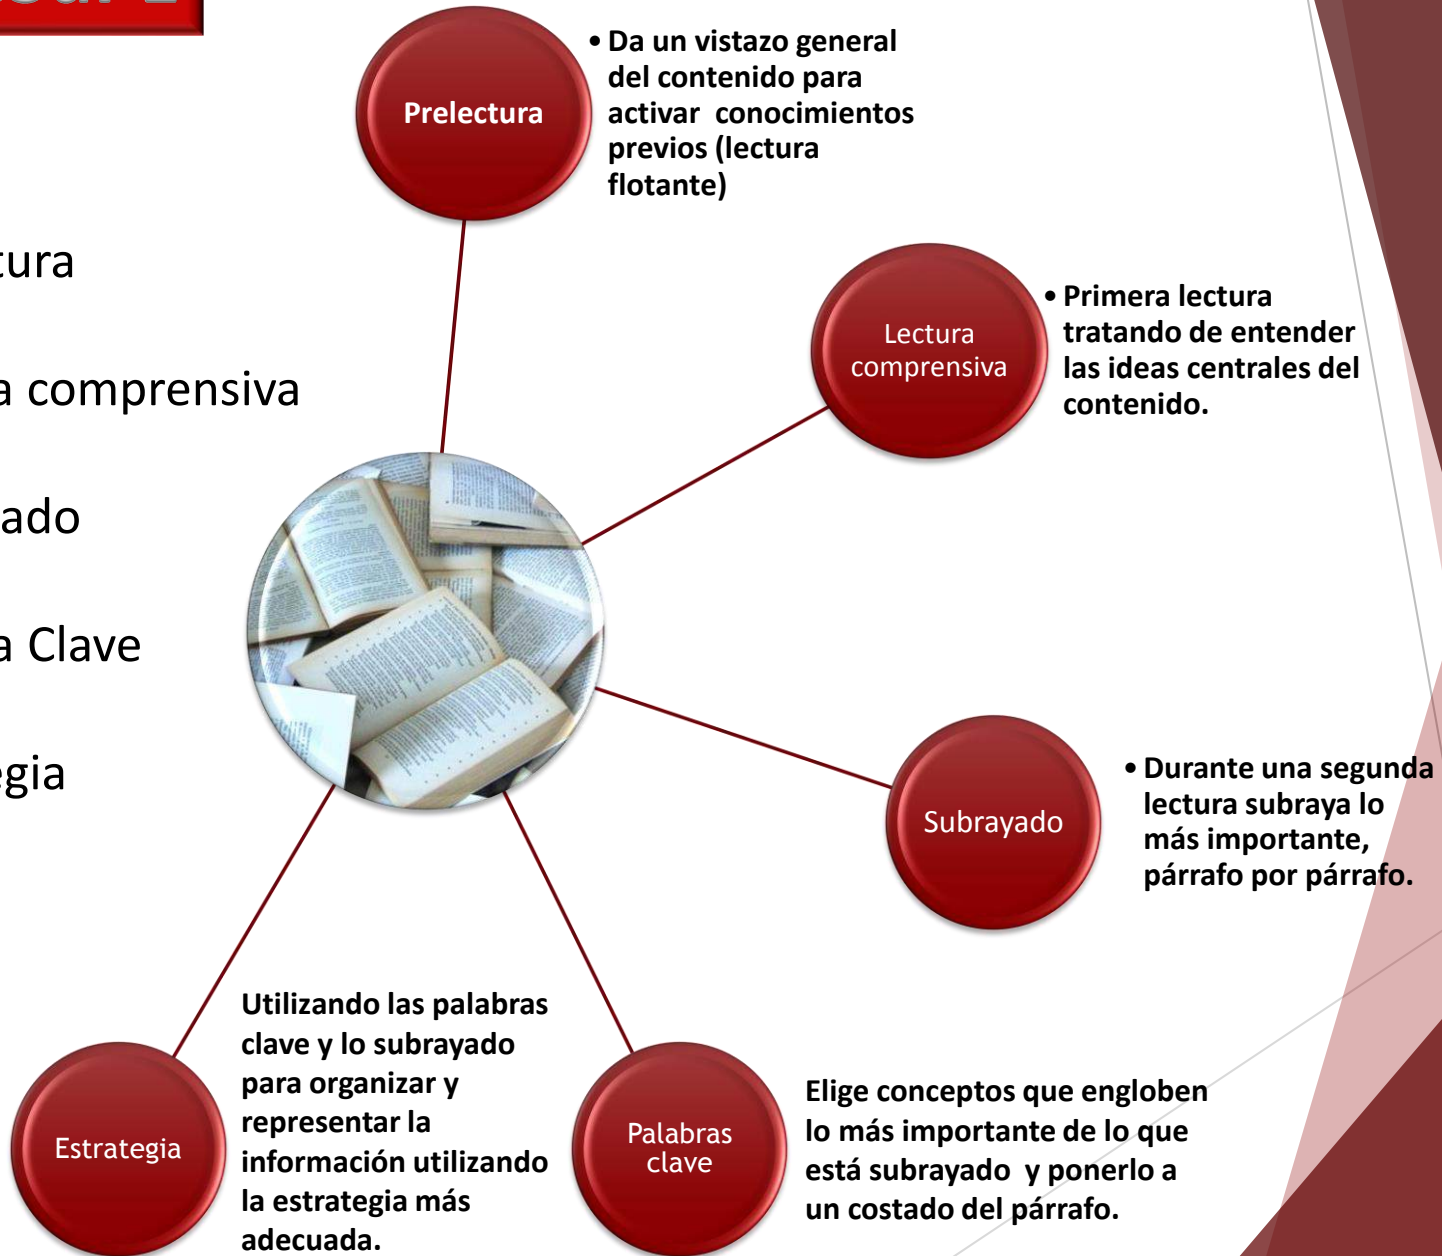 Prelectura
• Da un vistazo general
del contenido para
activar conocimientos
previos (lectura
flotante)
tura
a comprensiva
ado
a Clave
egia
Lectura
comprensiva
• Primera lectura
tratando de entender
las ideas centrales del
contenido.
Subrayado
• Durante una segunda
lectura subraya lo
más importante,
párrafo por párrafo.
Estrategia
Utilizando las palabras
clave y lo subrayado
para organizar y
representar la
información utilizando
la estrategia más
adecuada.
Palabras
clave
Elige conceptos que engloben
lo más importante de lo que
está subrayado y ponerlo a
un costado del párrafo.